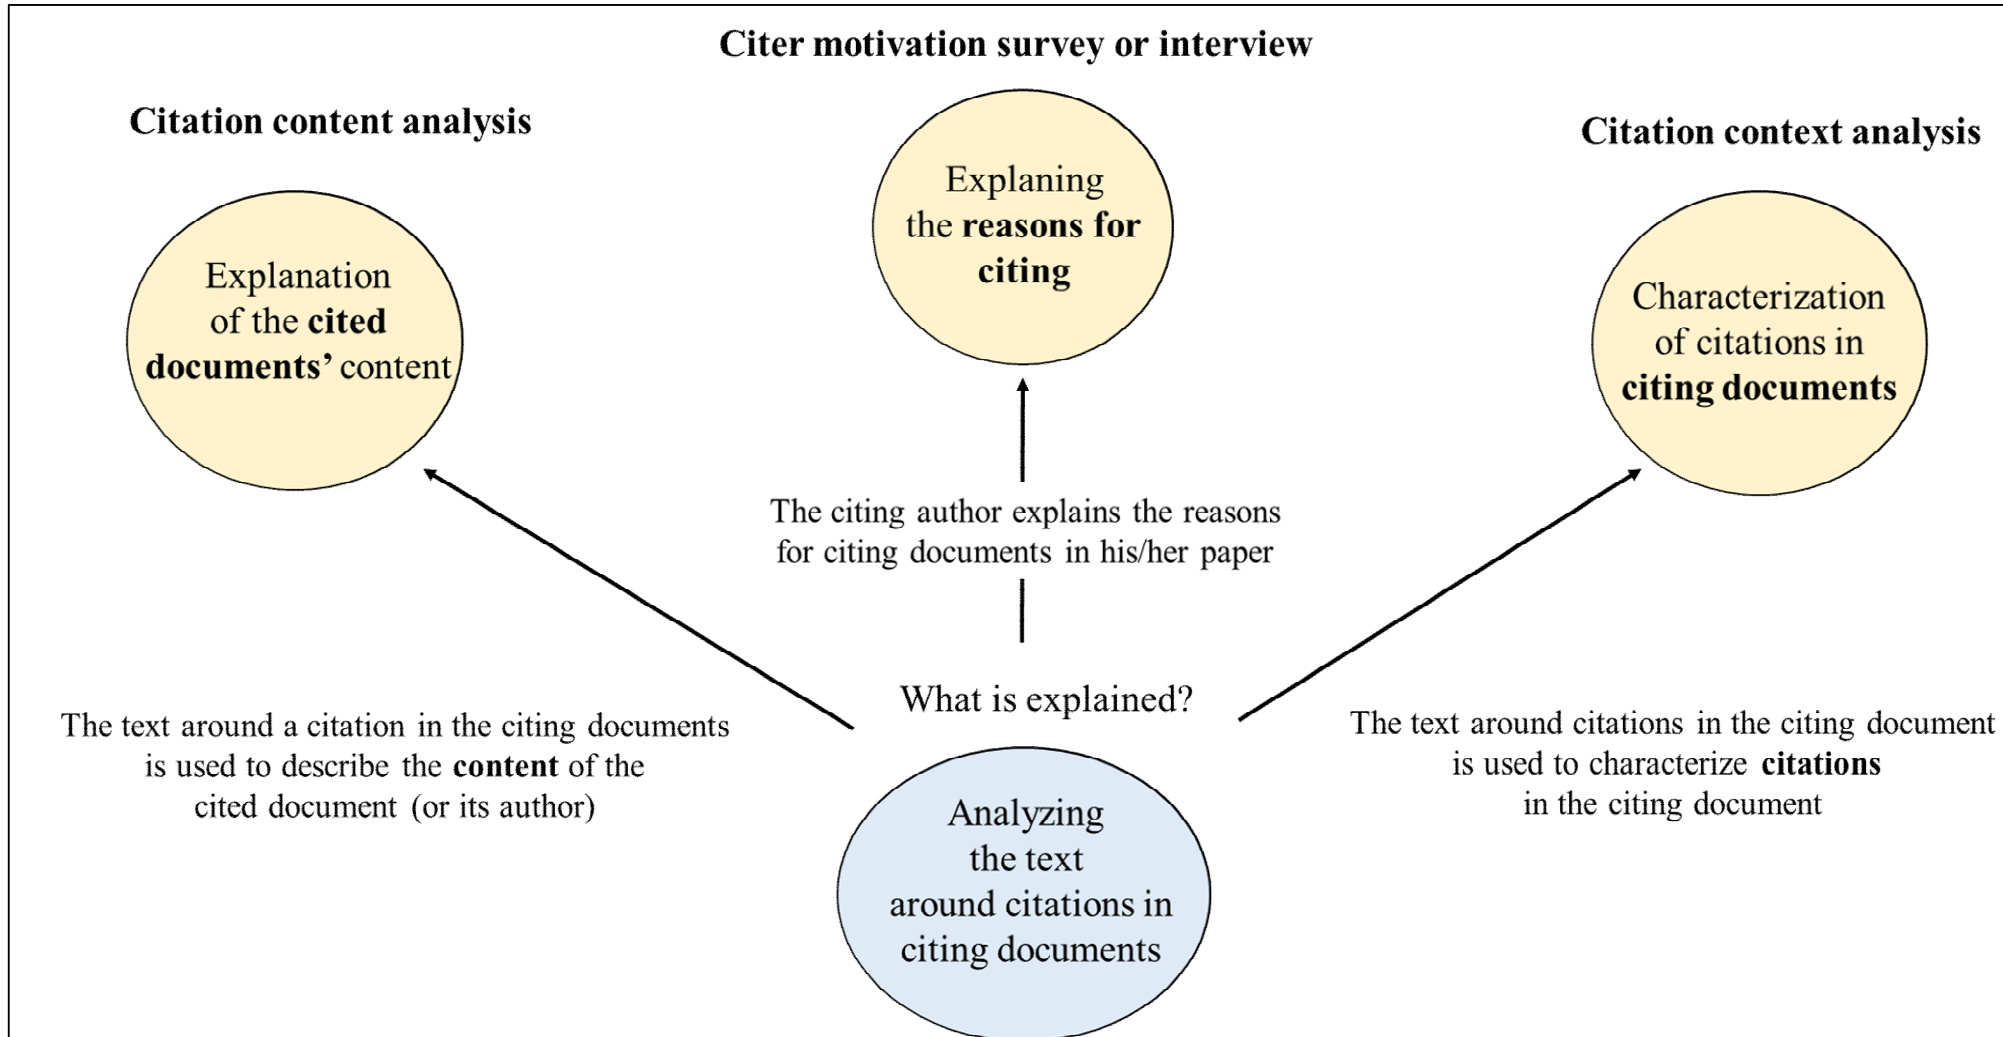 Citer motivation survey or interview
Citation content analysis
Citation context analysis
Explaning
the reasons for
citing
Explanation
of the cited
documents’ content
Characterization
of citations in
citing documents
The citing author explains the reasons
for citing documents in his/her paper
What is explained?
The text around a citation in the citing documents
is used to describe the content of the
cited document (or its author)
The text around citations in the citing document
is used to characterize citations
in the citing document
Analyzing
the text
around citations in
citing documents